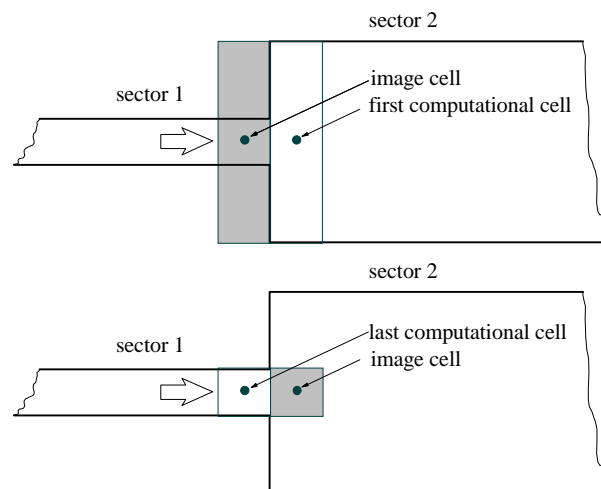 sector 2
image cell
sector 1
first computational cell
sector 2
last computational cell
sector 1
image cell